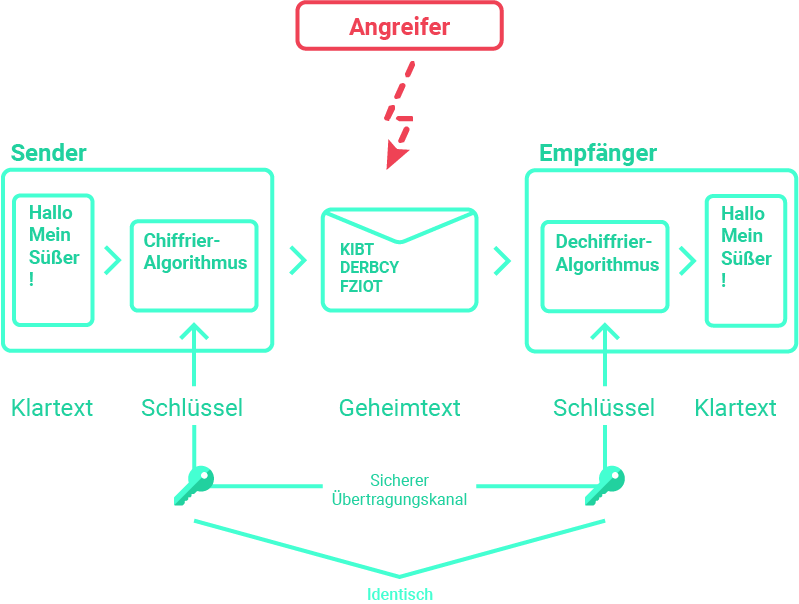 Angreifer
Sender
Empfänger
Hallo
Mein
Süßer
!
Chiffrier-
Algorithmus
KIBT
DERBCY
FZIOT
Dechiffrier-
Algorithmus
Hallo
Mein
Süßer
!
Klartext
Schlüssel
Geheimtext
Schlüssel
Klartext
Sicherer
Übertragungskanal
Identisch